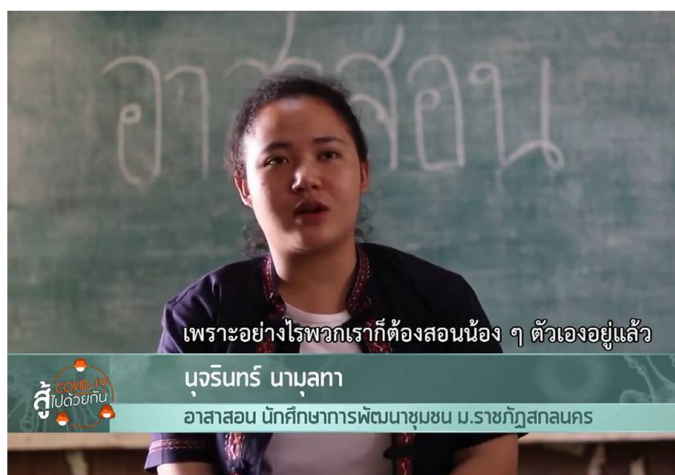 อาสาสอน
เพราะอย่างไรพวกเราก็ต้องสอนน้อง ๆ ตัวเองอยู่แล้ว
นุจรินทร์ นามุลทา
COVID-19
สู้ไปด้วยกัน
อาสาสอน นักศึกษาการพัฒนาชุมชน ม.ราชภัฏสกลนคร